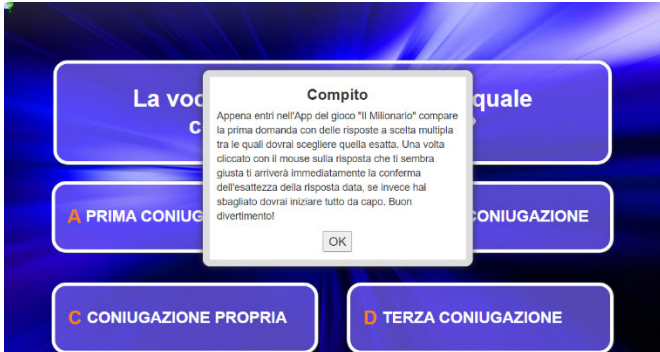 La voc quale
c
Compito
Appena entri nell'App del gioco "Il Milionario" compare
la prima domanda con delle risposte a scelta multipla
tra le quali dovrai scegliere quella esatta. Una volta
cliccato con il mouse sulla risposta che ti sembra
giusta ti arriverà immediatamente la conferma
dell'esattezza della risposta data, se invece hai
sbagliato dovrai iniziare tutto da capo. Buon
divertimento!
OK
A PRIMA CONIUG
CONIUGAZIONE
C CONIUGAZIONE PROPRIA
D TERZA CONIUGAZIONE